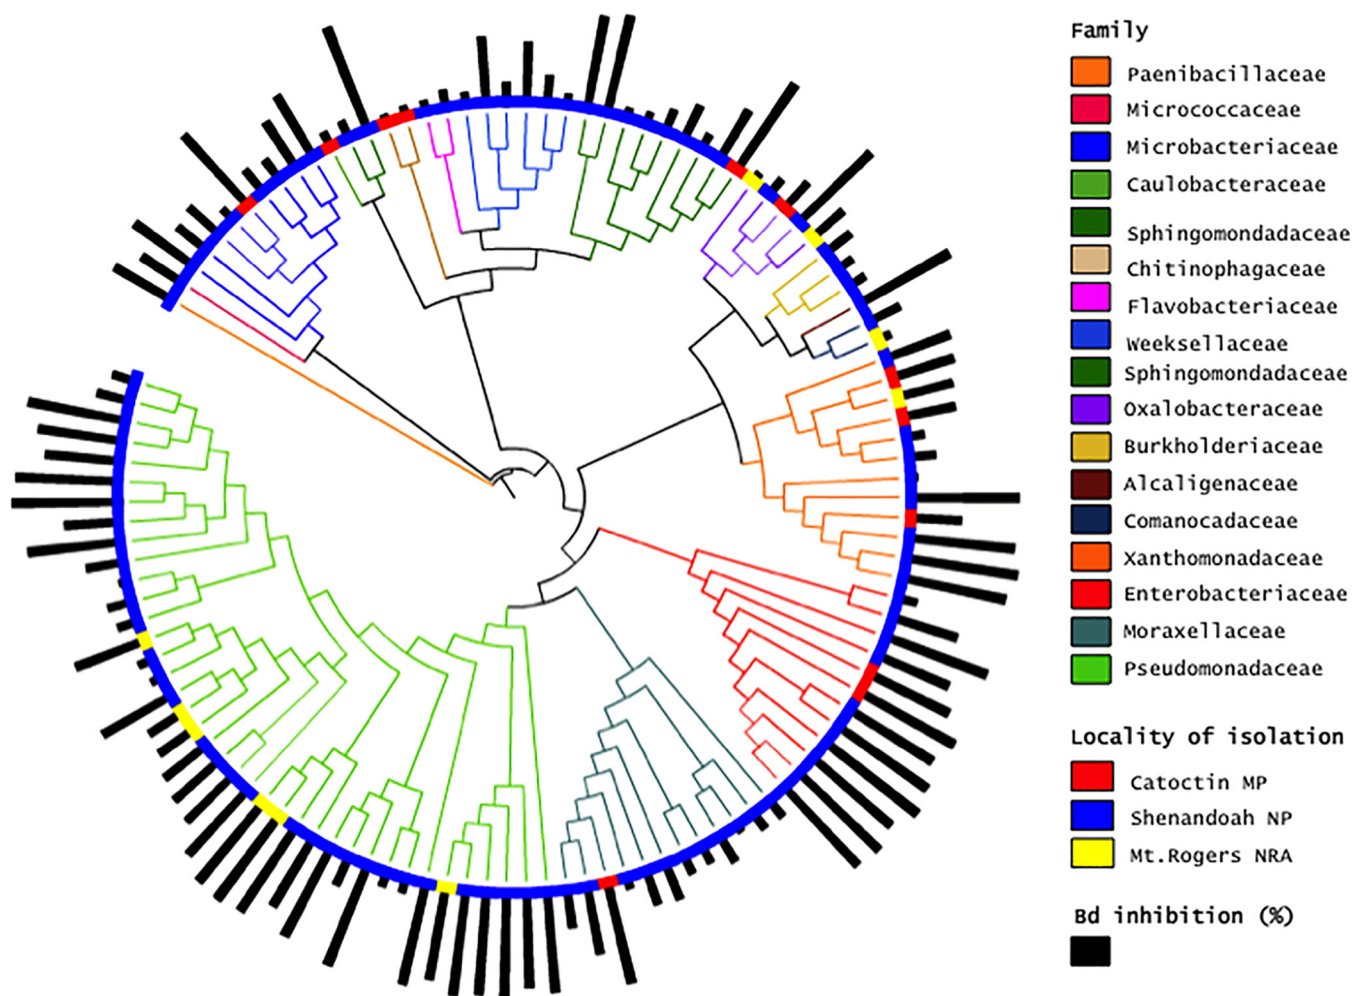 Family
Paenibacillaceae
Micrococcaceae
Microbacteriaceae
Caulobacteraceae
Sphingomondadaceae
Chitinophagaceae
Flavobacteriaceae
Weeksellaceae
Sphingomondadaceae
Oxalobacteraceae
Burkholderiaceae
Alcaligenaceae
Comanocadaceae
Xanthomonadaceae
Enterobacteriaceae
Moraxellaceae
Pseudomonadaceae
Locality of isolation
Catoctin MP
Shenandoah NP
Mt.Rogers NRA
Bd inhibition (%)